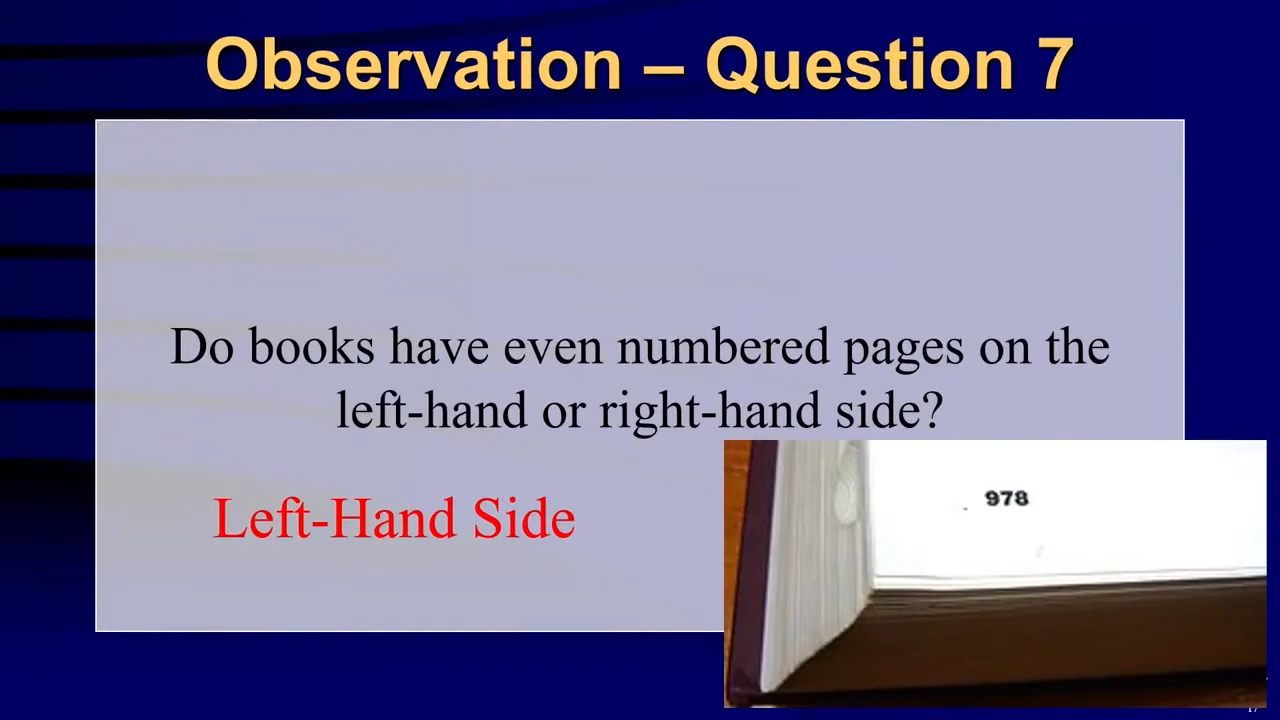 Observation – Question 7
Do books have even numbered pages on the
left-hand or right-hand side?
Left-Hand Side
978
17